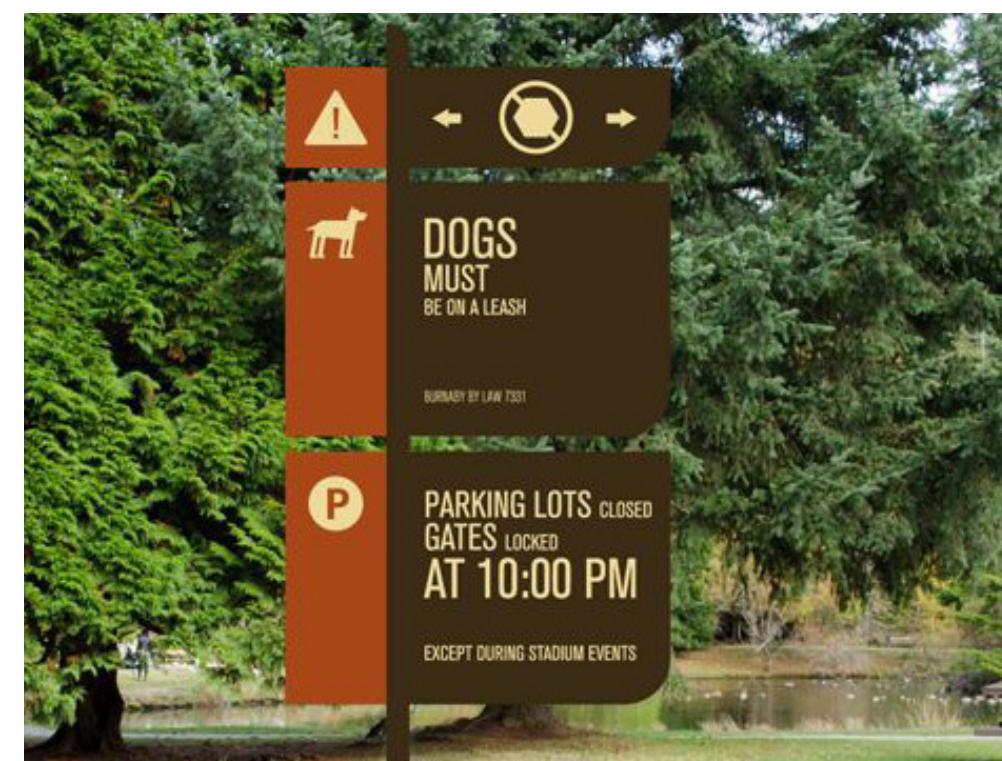 DOGS
MUST
BE ON A LEASH
BURNABY BY LAW 7331
P
PARKING LOTS CLOSED
GATES LOCKED
AT 10:00 PM
EXCEPT DURING STADIUM EVENTS